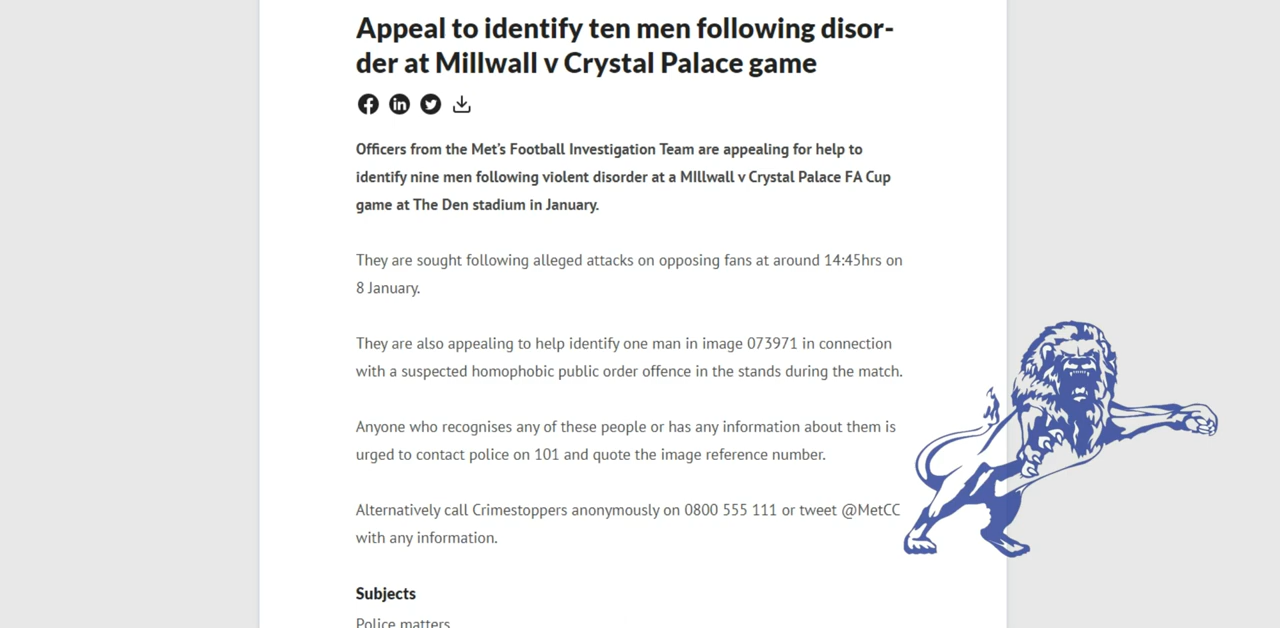 Appeal to identify ten men following disor-
der at Millwall v Crystal Palace game
Officers from the Met's Football Investigation Team are appealing for help to
identify nine men following violent disorder at a MIllwall v Crystal Palace FA Cup
game at The Den stadium in January.
They are sought following alleged attacks on opposing fans at around 14:45hrs on
8 January.
They are also appealing to help identify one man in image 073971 in connection
with a suspected homophobic public order offence in the stands during the match.
Anyone who recognises any of these people or has any information about them is
urged to contact police on 101 and quote the image reference number.
Alternatively call Crimestoppers anonymously on 0800 555 111 or tweet @MetCC
with any information.
Subjects
Police matters